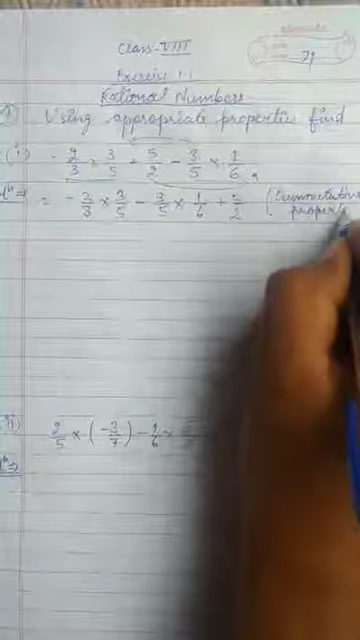 Class-VIII
71
Exercise 1.1
Rational Numbers
Using appropriate properties find
(i) - 2/3 × 3/5 + 5/2 - 3/5 × 1/6
= - 2/3 × 3/5 - 3/5 × 1/6 + 5/2 (Commutative
property
2/5 × (-3/7) - 1/6 ×